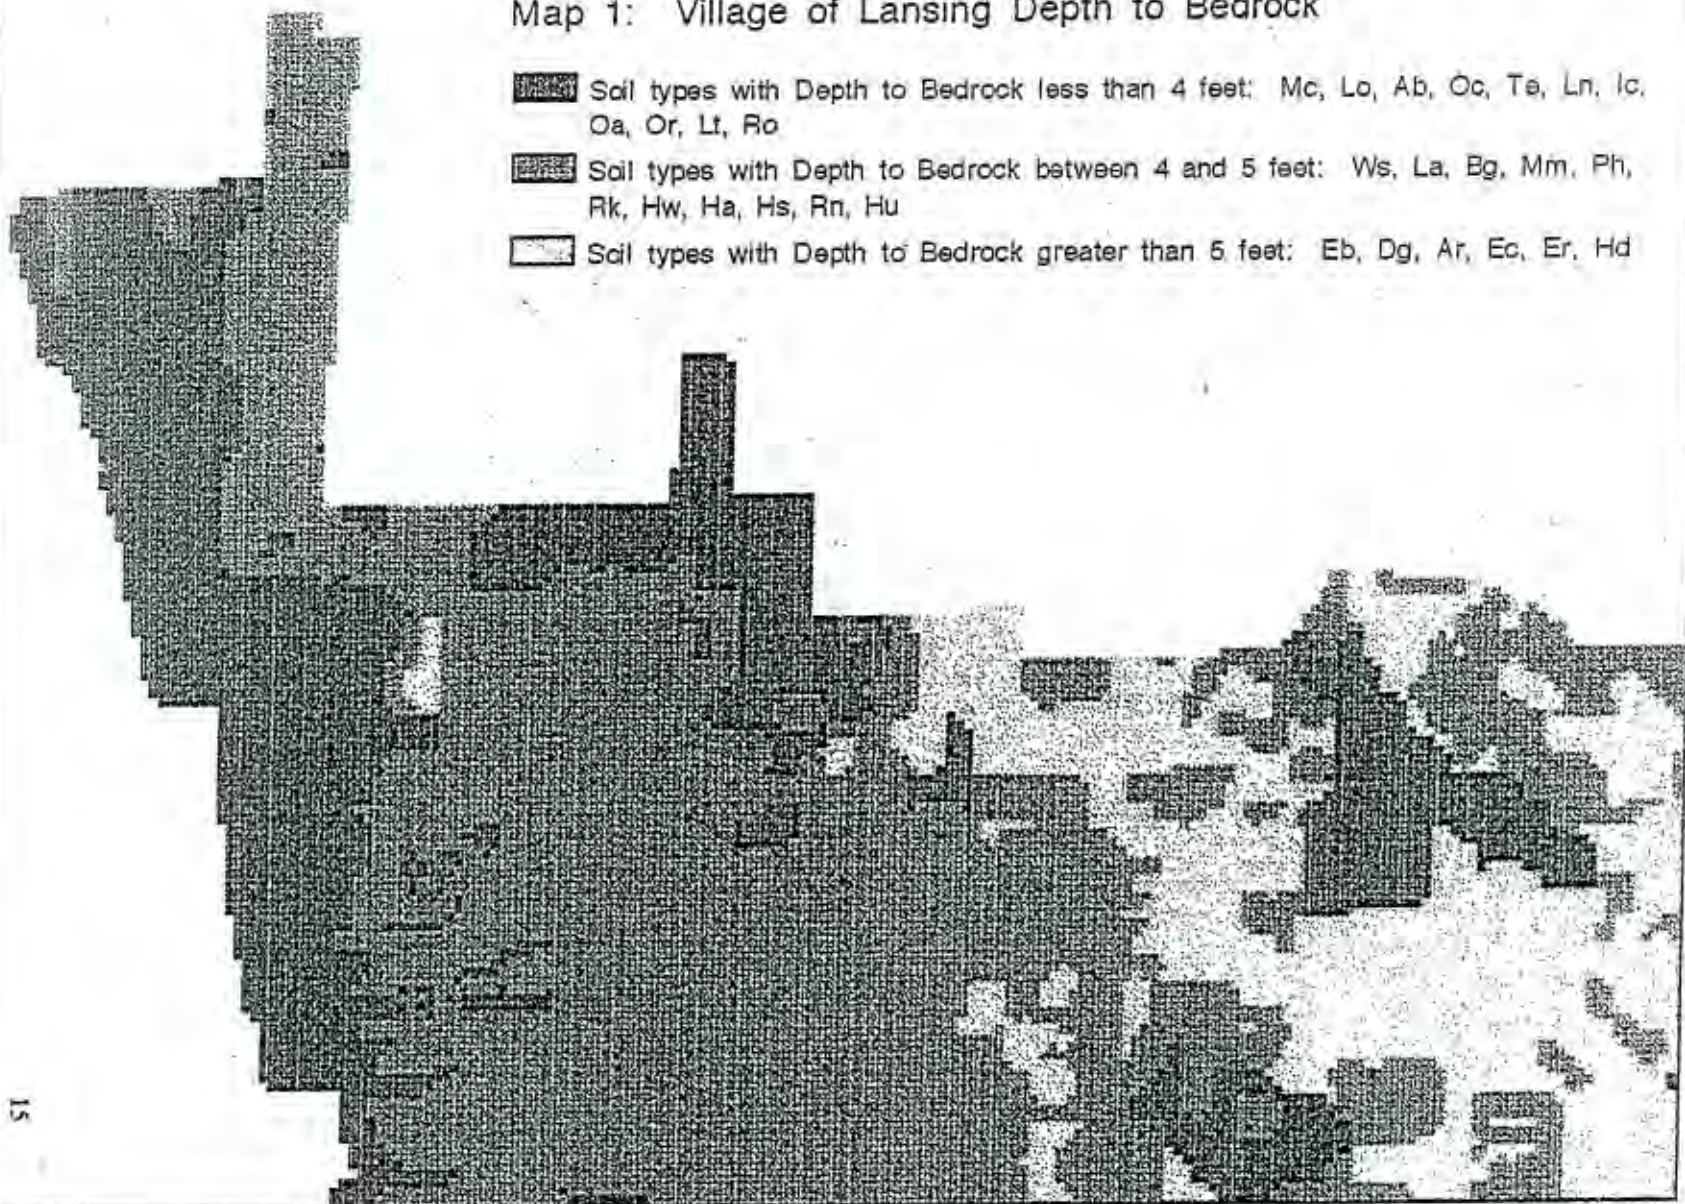 Map 1: Village of Lansing Depth to Bedrock
Soil types with Depth to Bedrock less than 4 feet: Mc, Lo, Ab, Oc, Te, Ln, Ic,
Oa, Or, Lt, Ro
Soil types with Depth to Bedrock between 4 and 5 feet: Ws, La, Bg, Mm, Ph,
Rk, Hw, Ha, Hs, Rn, Hu
Soil types with Depth to Bedrock greater than 5 feet: Eb, Dg, Ar, Ec, Er, Hd
15